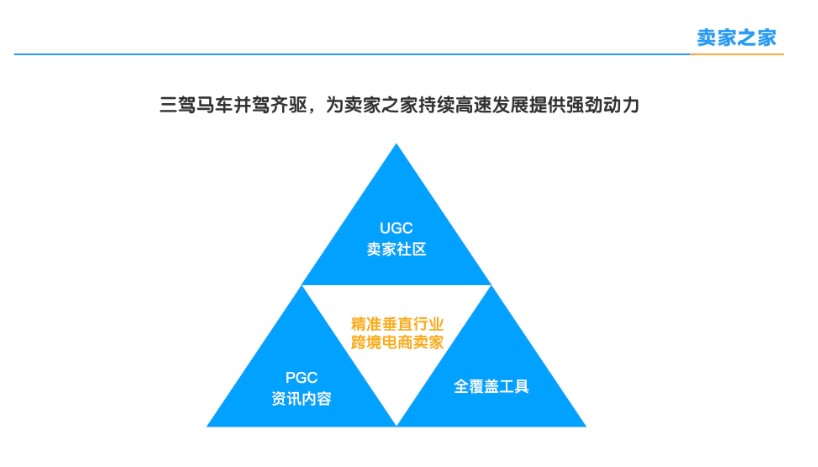 卖家之家
三驾马车并驾齐驱，为卖家之家持续高速发展提供强劲动力
UGC
卖家社区
精准垂直行业
跨境电商卖家
PGC
资讯内容
全覆盖工具